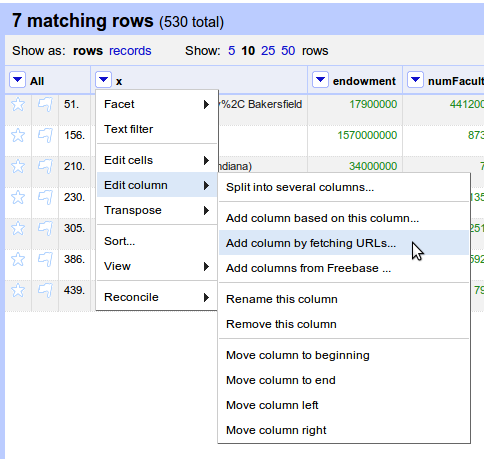 7 matching rows (530 total)
Show as: rows records Show: 5 10 25 50 rows
All x endowment numFacult
51. %2C Bakersfield 17900000 441200
156. 1570000000 873
210. ndiana) 34000000 7
230. 135
305. 251
386. 692
439. 79
Facet
Text filter
Edit cells
Edit column
Transpose
Sort...
View
Reconcile
Split into several columns...
Add column based on this column...
Add column by fetching URLs...
Add columns from Freebase ...
Rename this column
Remove this column
Move column to beginning
Move column to end
Move column left
Move column right